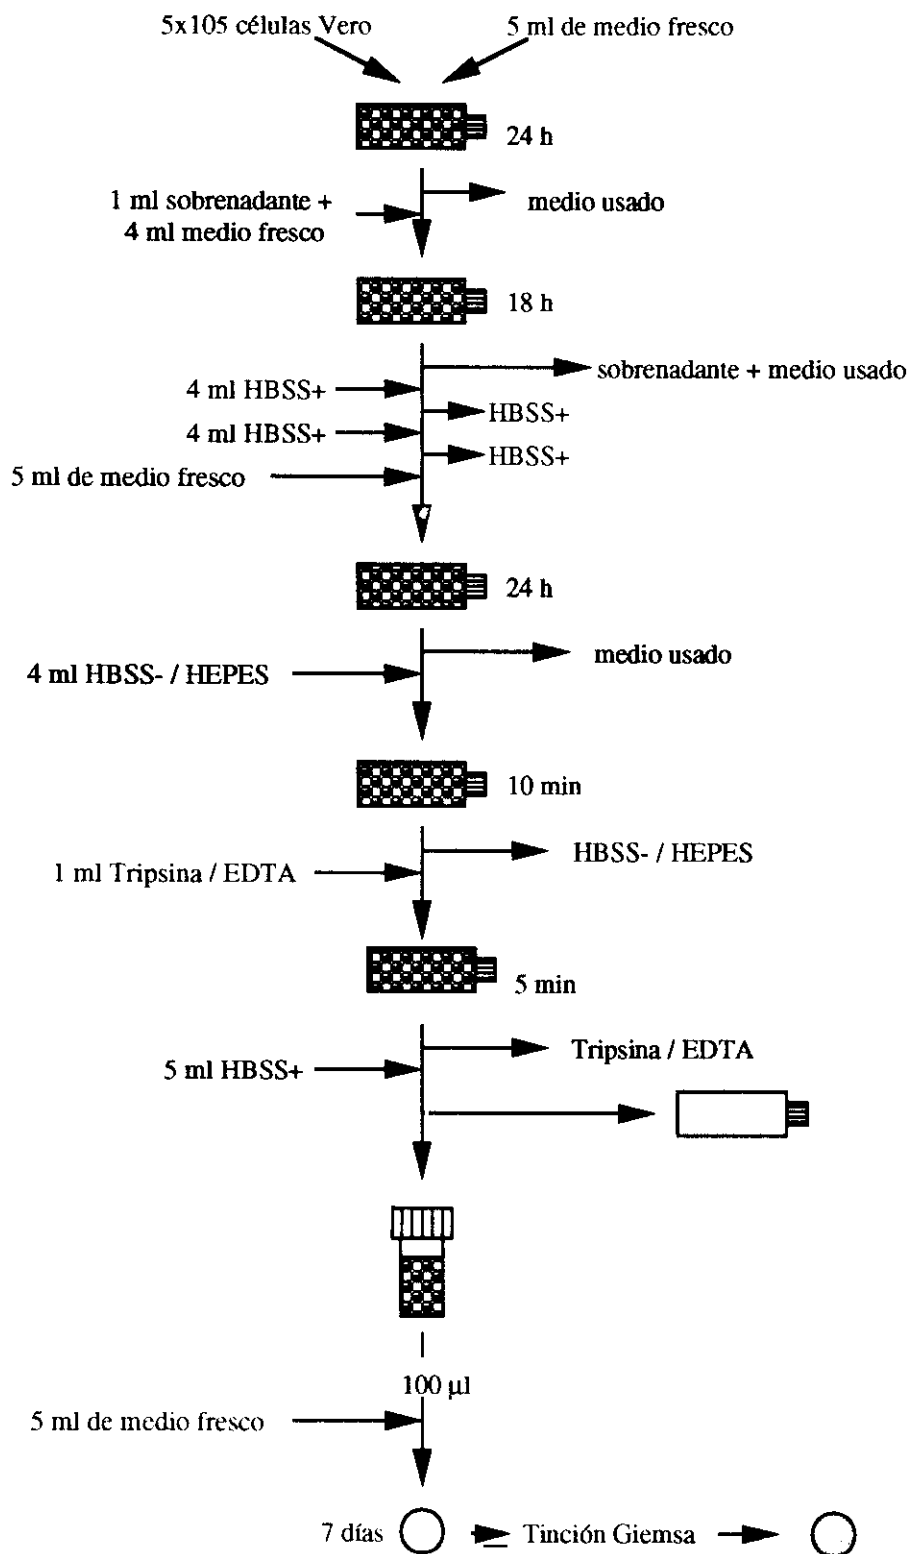 5x105 células Vero
5 ml de medio fresco
24 h
1 ml sobrenadante +
4 ml medio fresco
medio usado
18 h
sobrenadante + medio usado
4 ml HBSS+
HBSS+
4 ml HBSS+
HBSS+
5 ml de medio fresco
24 h
medio usado
4 ml HBSS- / HEPES
10 min
HBSS- / HEPES
1 ml Tripsina / EDTA
5 min
Tripsina / EDTA
5 ml HBSS+
100 µl
5 ml de medio fresco
7 días
Tinción Giemsa